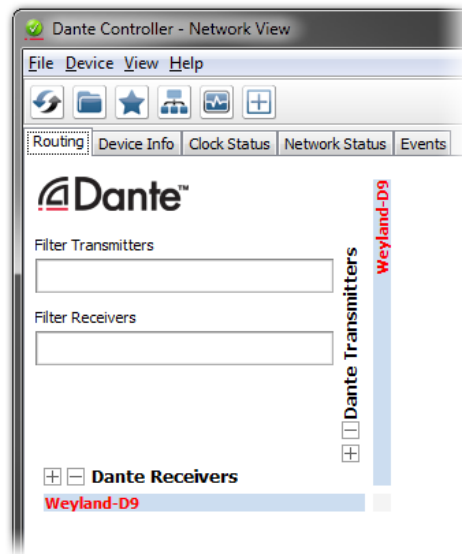 Dante Controller - Network View
File Device View Help
Routing Device Info Clock Status Network Status Events
Dante™
Filter Transmitters
Filter Receivers
Dante Transmitters
Weyland-D9
Dante Receivers
Weyland-D9